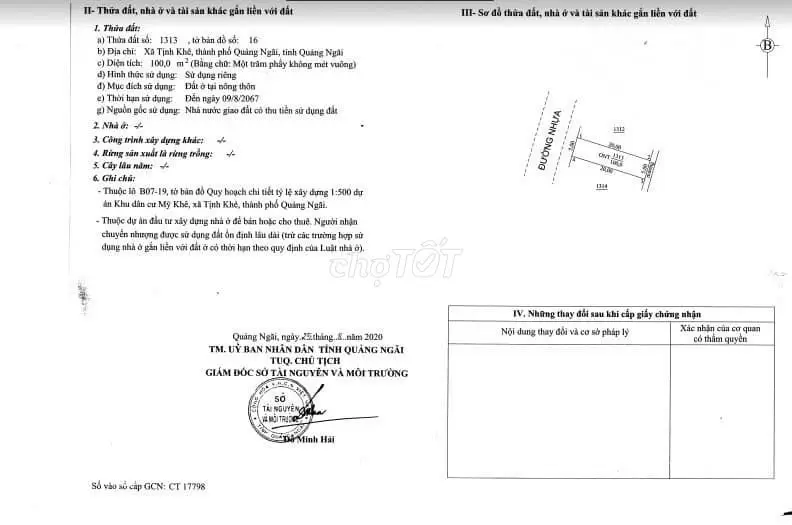 II- Thửa đất, nhà ở và tài sản khác gắn liền với đất
1. Thửa đất:
a) Thửa đất số: 1313 , tờ bản đồ số: 16
b) Địa chỉ: Xã Tịnh Khê, thành phố Quảng Ngãi, tỉnh Quảng Ngãi
c) Diện tích: 100,0 m² (Bằng chữ: Một trăm phẩy không mét vuông)
d) Hình thức sử dụng: Sử dụng riêng
đ) Mục đích sử dụng: Đất ở tại nông thôn
e) Thời hạn sử dụng: Đến ngày 09/8/2067
g) Nguồn gốc sử dụng: Nhà nước giao đất có thu tiền sử dụng đất
2. Nhà ở: -/-
3. Công trình xây dựng khác: -/-
4. Rừng sản xuất là rừng trồng: -/-
5. Cây lâu năm: -/-
6. Ghi chú:
- Thuộc lô B07-19, tờ bản đồ Quy hoạch chi tiết tỷ lệ xây dựng 1:500 dự
án Khu dân cư Mỹ Khê, xã Tịnh Khê, thành phố Quảng Ngãi.
- Thuộc dự án đầu tư xây dựng nhà ở để bán hoặc cho thuê. Người nhận
chuyển nhượng được sử dụng đất ổn định lâu dài (trừ các trường hợp sử
dụng nhà ở gắn liền với đất ở có thời hạn theo quy định của Luật nhà ở).
Quảng Ngãi, ngày 25 tháng 8 năm 2020
TM. UỶ BAN NHÂN DÂN TỈNH QUẢNG NGÃI
TUQ. CHỦ TỊCH
GIÁM ĐỐC SỞ TÀI NGUYÊN VÀ MÔI TRƯỜNG
SỞ
TÀI NGUYÊN
VÀ MÔI TRƯỜNG
Đỗ Minh Hải
Số vào sổ cấp GCN: CT 17798
III- Sơ đồ thửa đất, nhà ở và tài sản khác gắn liền với đất
B
ĐƯỜNG NHỰA
1312
20,00
5,00
ONT 1313
100,0
5,00
20,00
1314
chợTỐT
IV. Những thay đổi sau khi cấp giấy chứng nhận
Nội dung thay đổi và cơ sở pháp lý
Xác nhận của cơ quan
có thẩm quyền